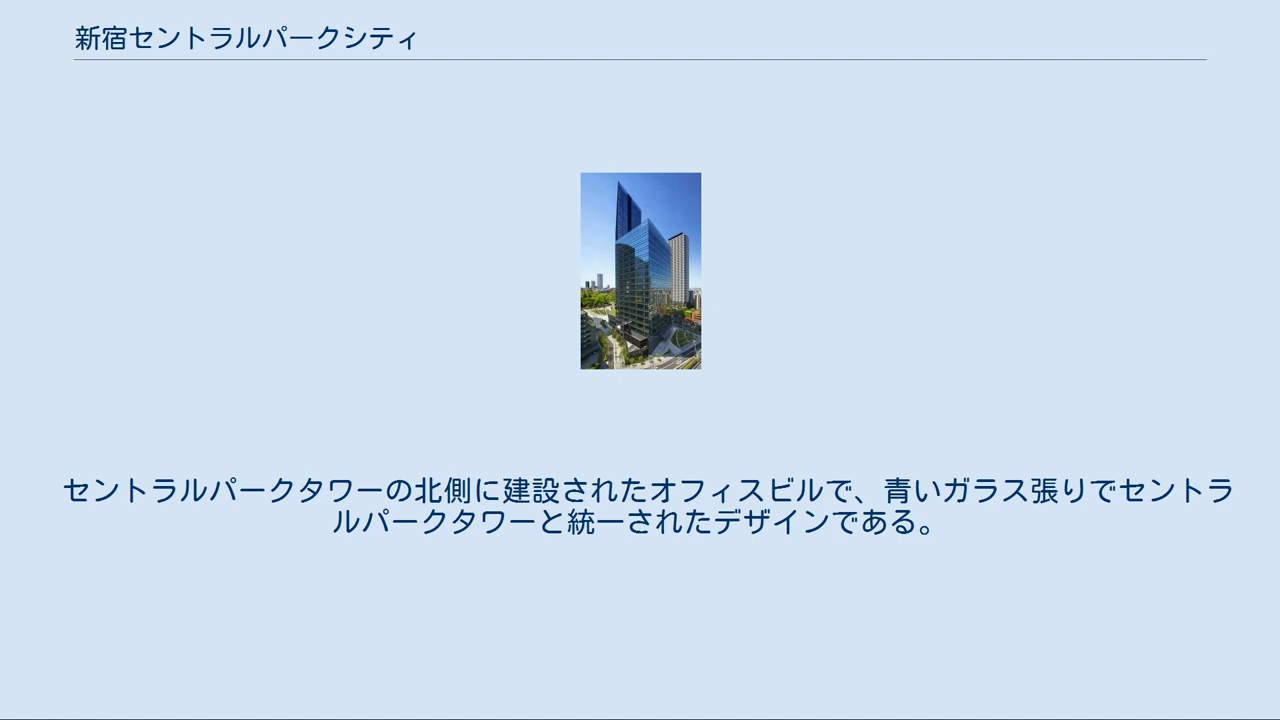 新宿セントラルパークシティ
セントラルパークタワーの北側に建設されたオフィスビルで、青いガラス張りでセントラ
ルパークタワーと統一されたデザインである。